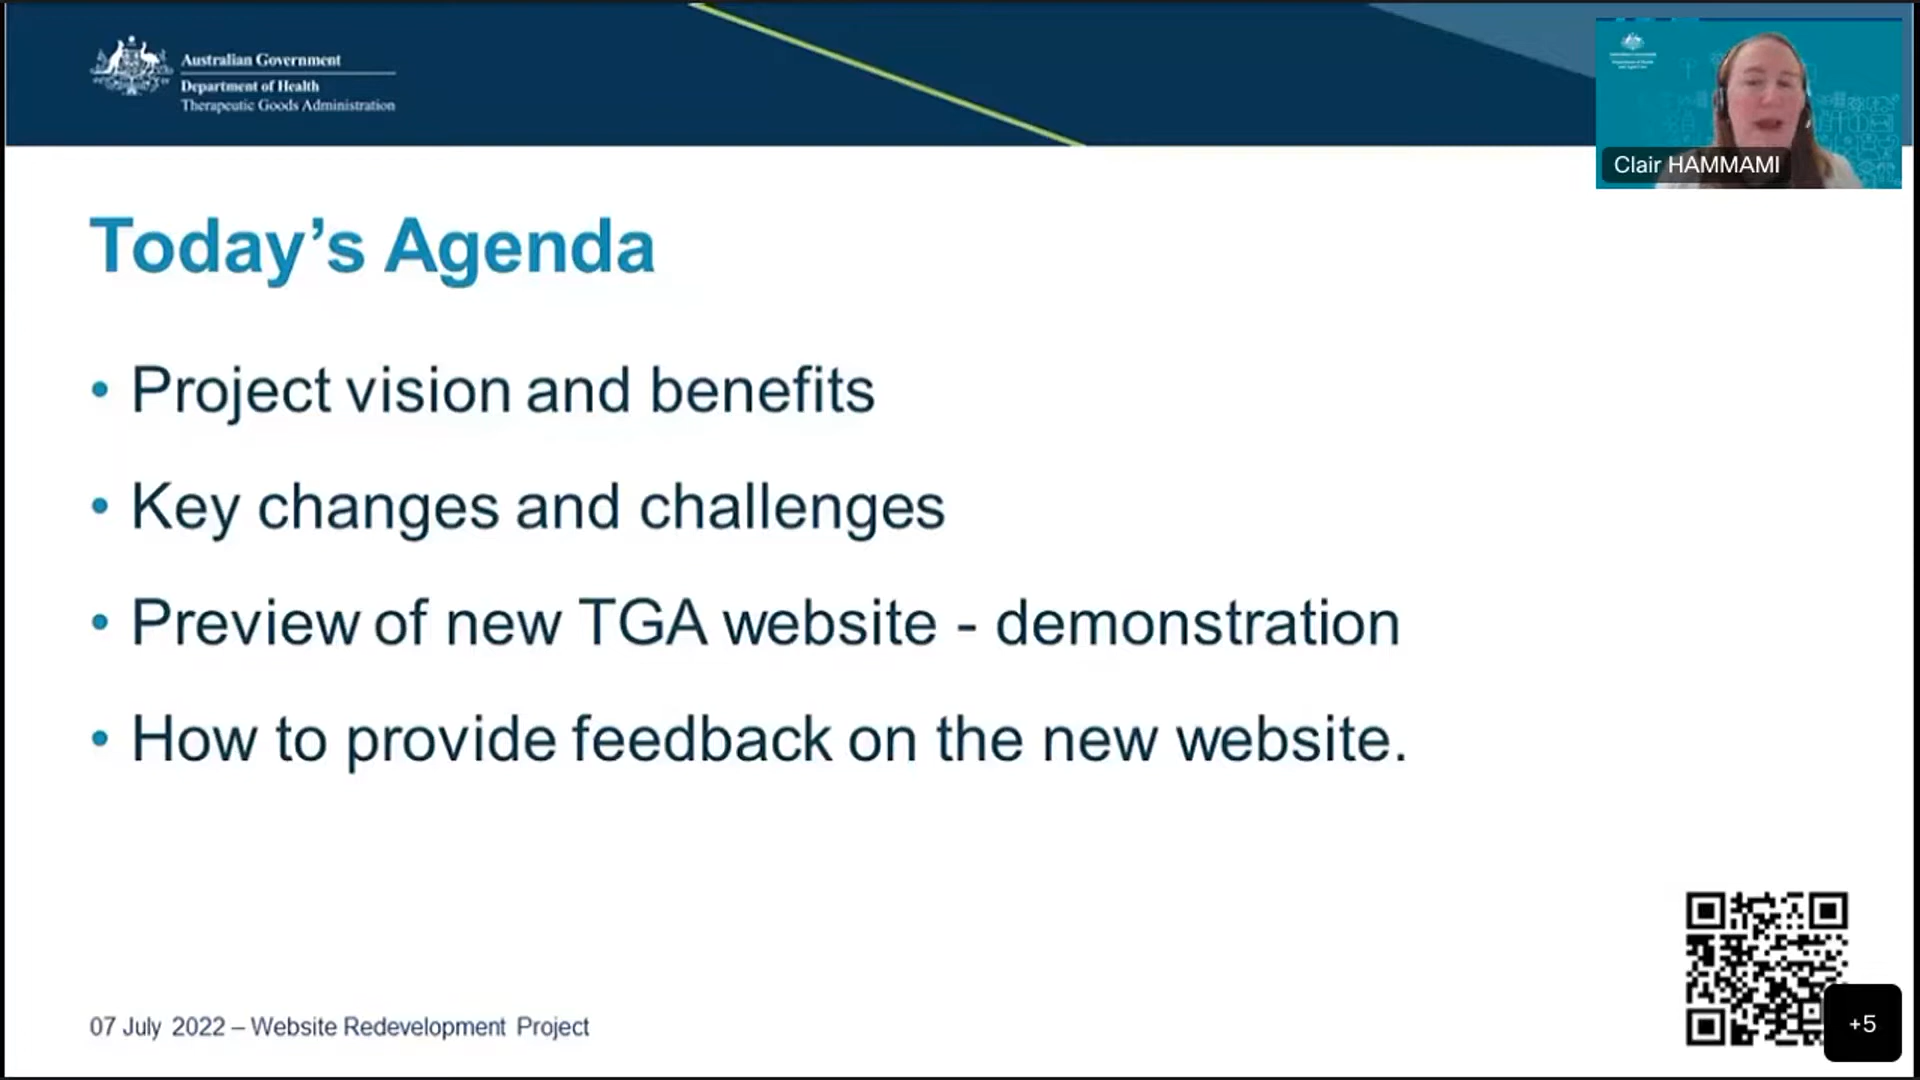 Australian Government
Department of Health
Therapeutic Goods Administration
Clair HAMMAMI
Today’s Agenda
• Project vision and benefits
• Key changes and challenges
• Preview of new TGA website - demonstration
• How to provide feedback on the new website.
07 July 2022 – Website Redevelopment Project
+5